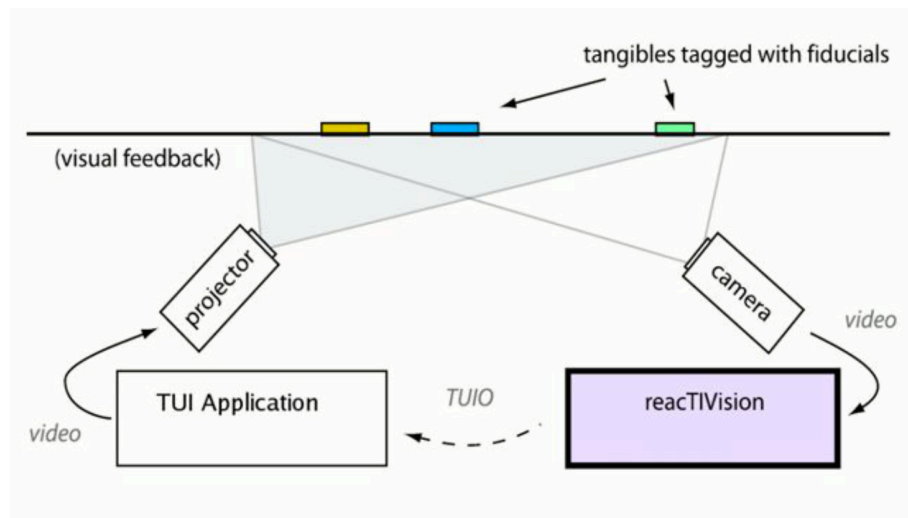 tangibles tagged with fiducials
(visual feedback)
projector
camera
video
TUI Application
TUIO
reacTIVision
video